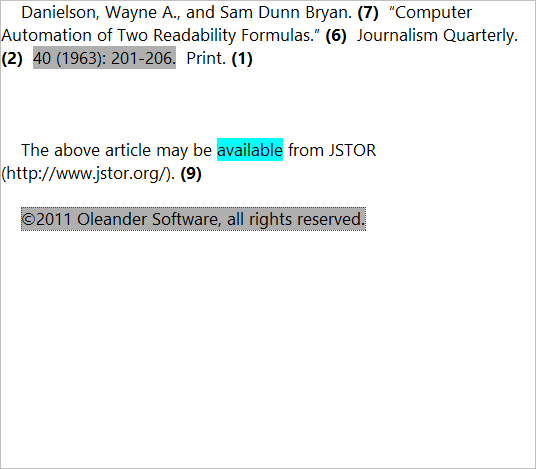 Danielson, Wayne A., and Sam Dunn Bryan. (7) “Computer
Automation of Two Readability Formulas.” (6) Journalism Quarterly.
(2) 40 (1963): 201-206. Print. (1)
The above article may be available from JSTOR
(http://www.jstor.org/). (9)
©2011 Oleander Software, all rights reserved.